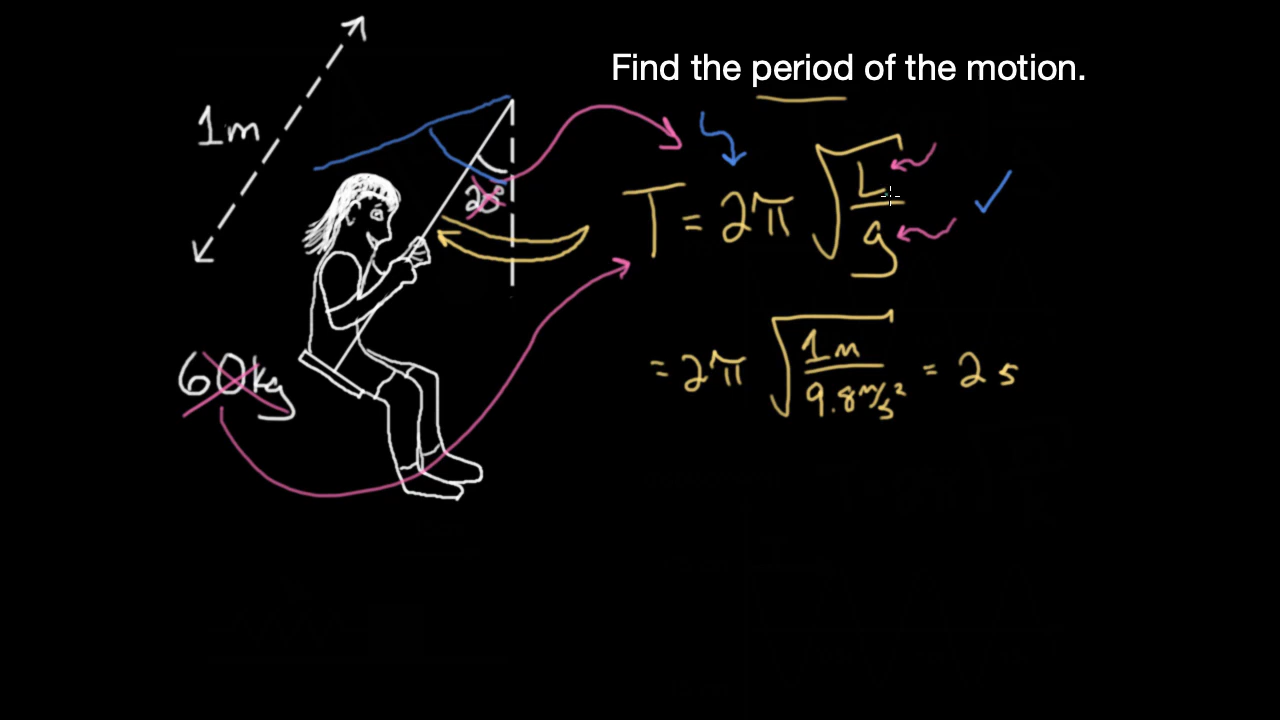 Find the period of the motion.
1m
20°
T = 2π √(L/g)
60kg
= 2π √(1m/9.8 m/s²) = 2 s